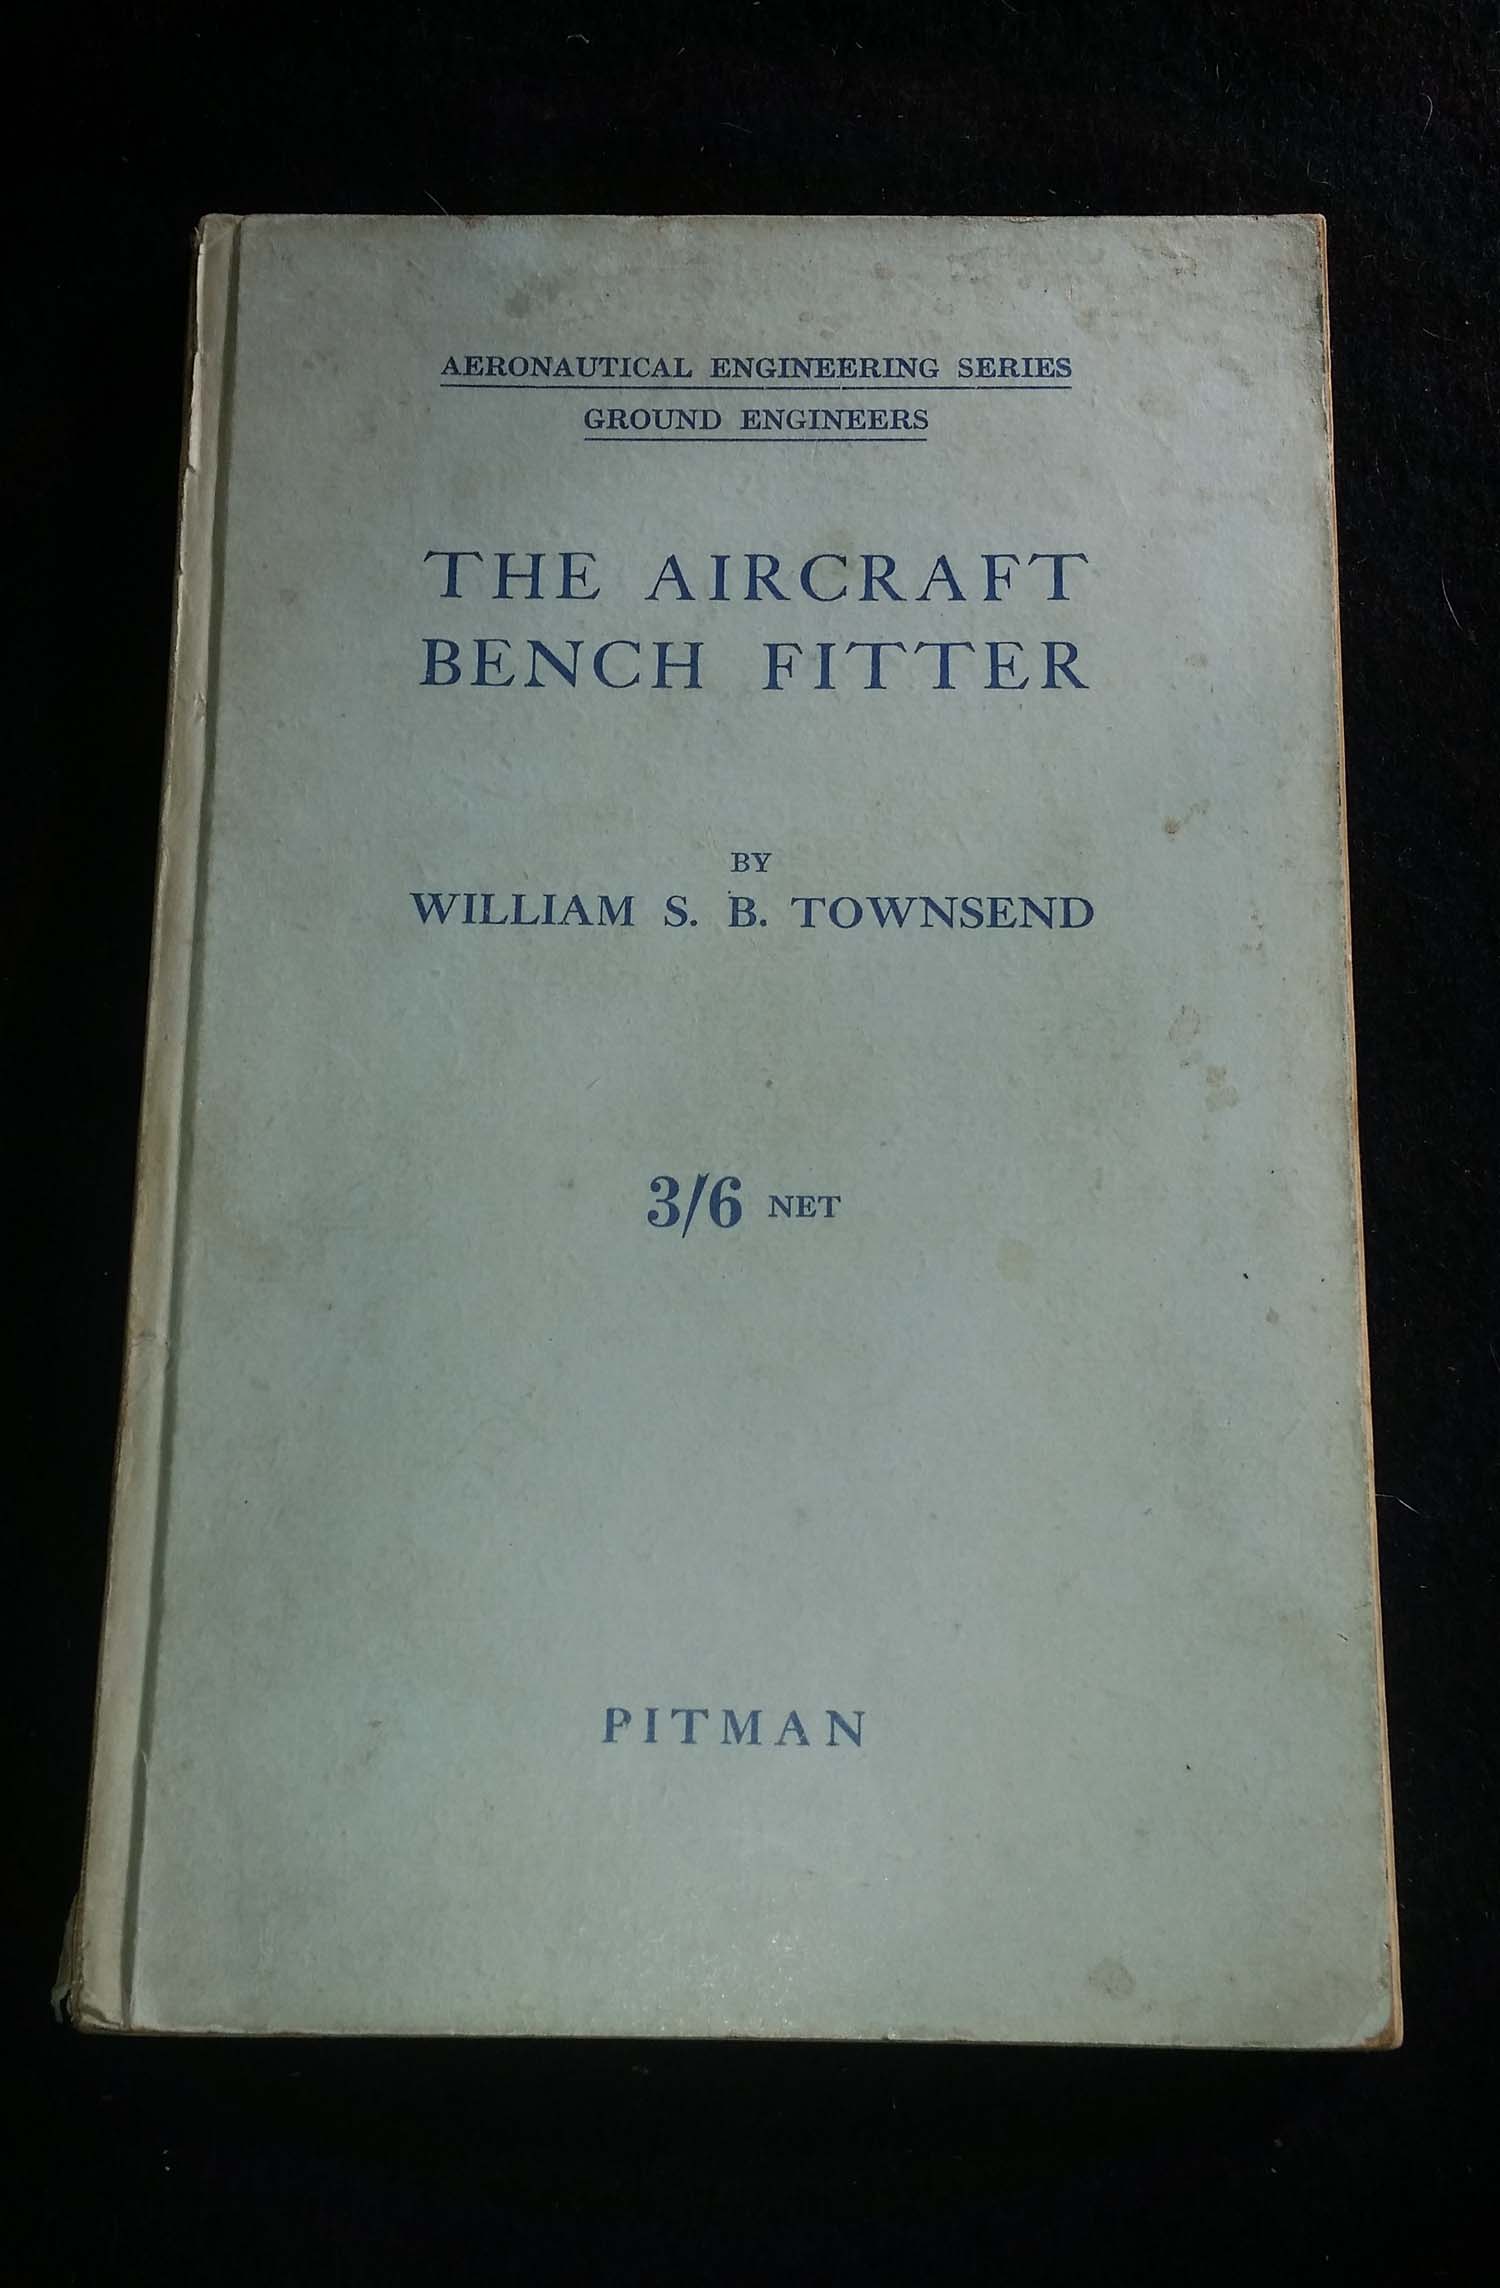 AERONAUTICAL ENGINEERING SERIES
GROUND ENGINEERS
THE AIRCRAFT
BENCH FITTER
BY
WILLIAM S. B. TOWNSEND
3/6 NET
PITMAN